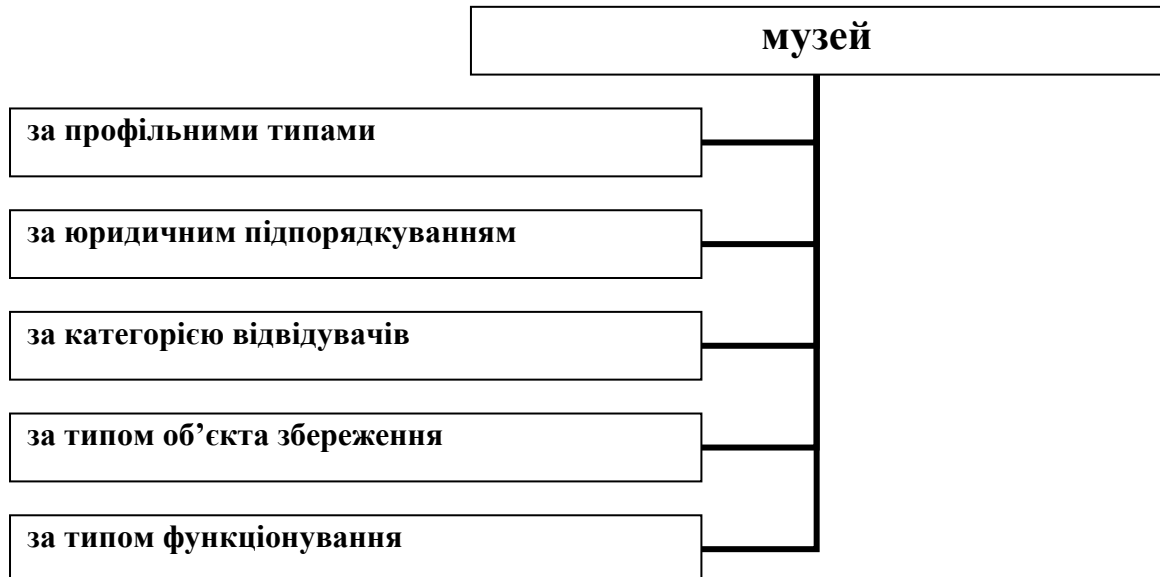 музей
за профільними типами
за юридичним підпорядкуванням
за категорією відвідувачів
за типом об’єкта збереження
за типом функціонування